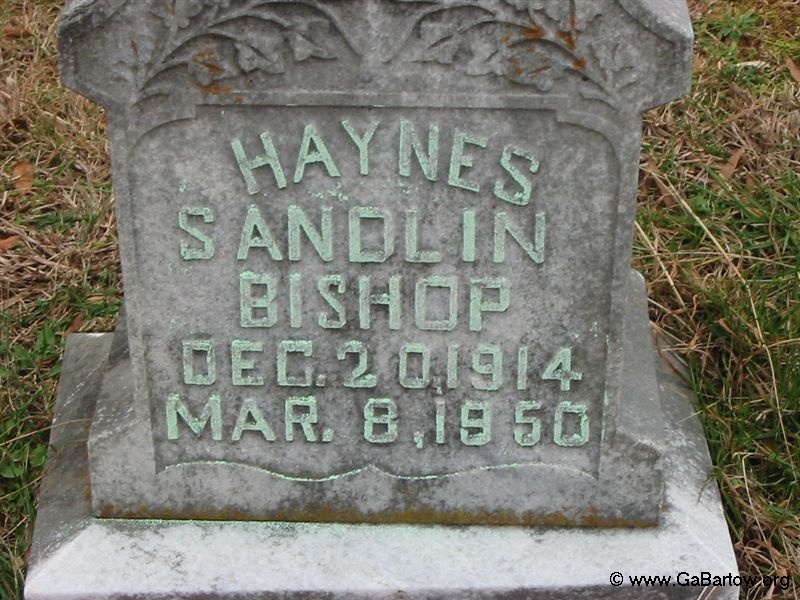 HAYNES
SANDLIN
BISHOP
DEC. 20, 1914
MAR. 8, 1950
© www.GaBartow.org